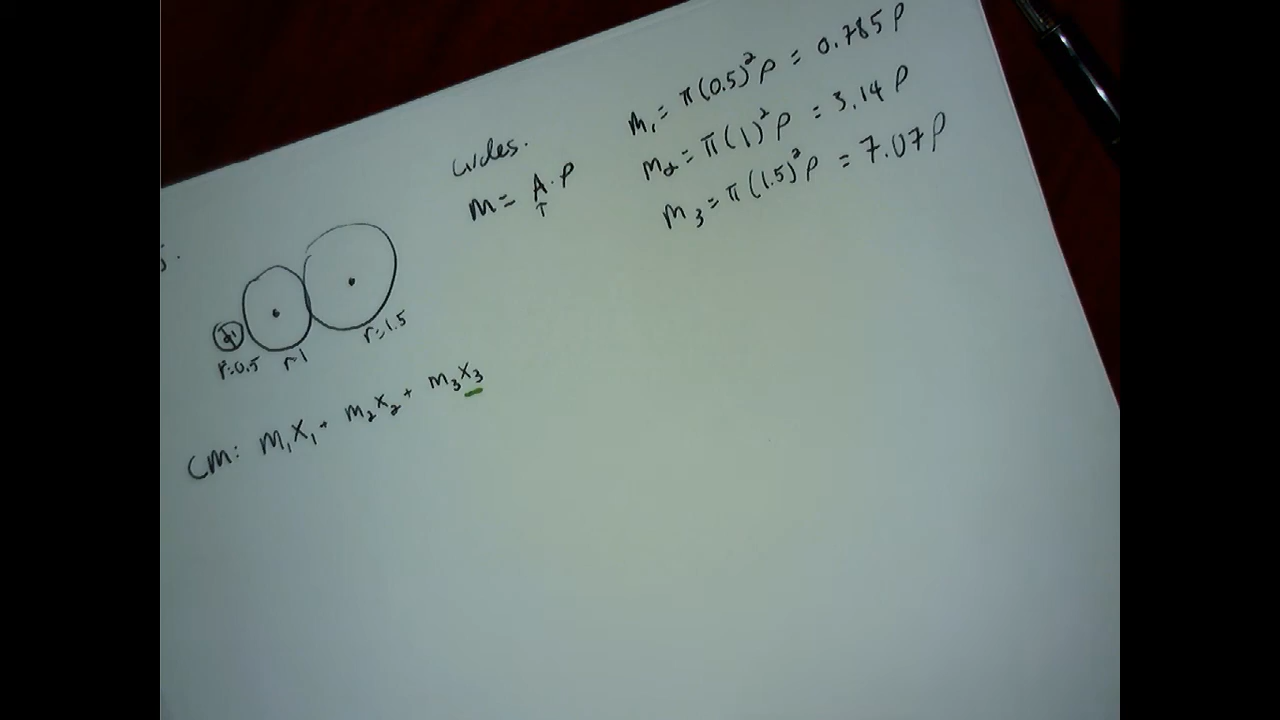 m₁ = π(0.5)² ρ = 0.785 ρ
circles.
m₂ = π(1)² ρ = 3.14 ρ
m = A · ρ
m₃ = π(1.5)² ρ = 7.07 ρ
r=0.5
r=1
r=1.5
CM: m₁x₁ + m₂x₂ + m₃x₃